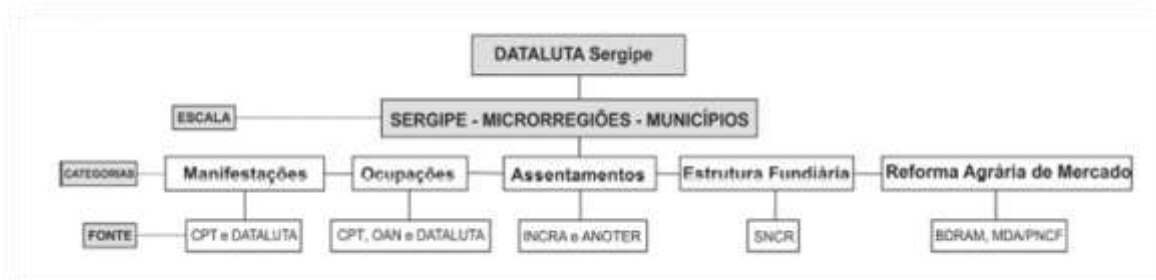 DATALUTA Sergipe
ESCALA
SERGIPE - MICRORREGIÕES - MUNICÍPIOS
CATEGORIAS
Manifestações
Ocupações
Assentamentos
Estrutura Fundiária
Reforma Agrária de Mercado
FONTE
CPT e DATALUTA
CPT, OAN e DATALUTA
INCRA e ANOTER
SNCR
BDRAM, MDA/PNCF